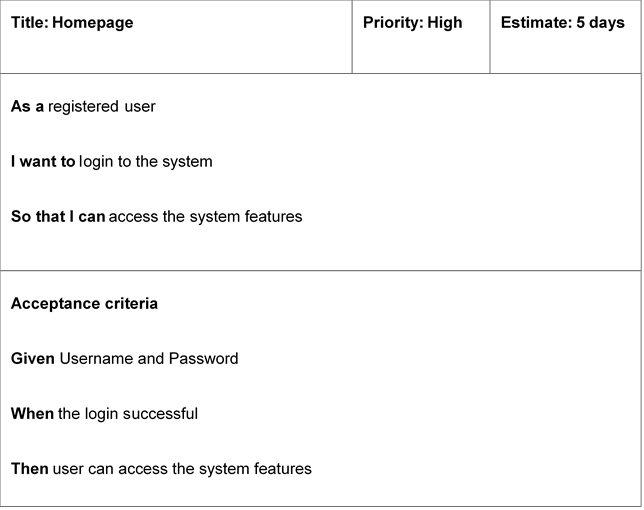 Title: Homepage
Priority: High
Estimate: 5 days
As a registered user
I want to login to the system
So that I can access the system features
Acceptance criteria
Given Username and Password
When the login successful
Then user can access the system features